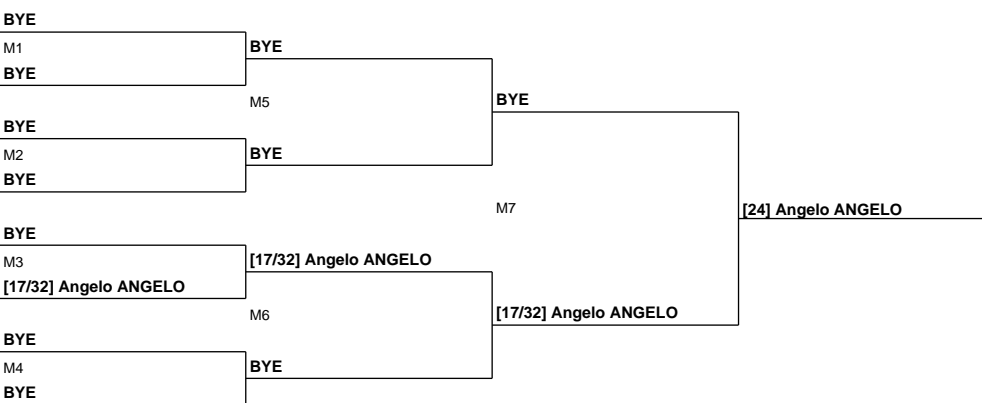 BYE
M1
BYE
BYE
M5
BYE
M2
BYE
BYE
BYE
M7
[24] Angelo ANGELO
BYE
M3
[17/32] Angelo ANGELO
[17/32] Angelo ANGELO
M6
[17/32] Angelo ANGELO
BYE
M4
BYE
BYE